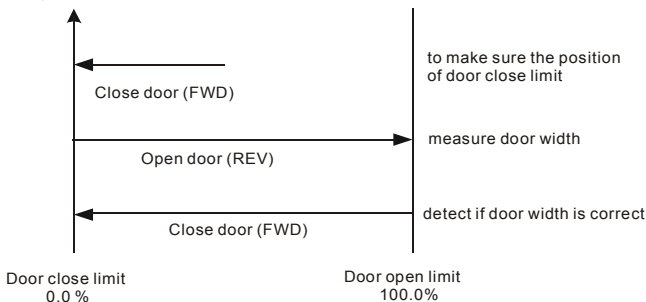 to make sure the position
of door close limit
Close door (FWD)
measure door width
Open door (REV)
detect if door width is correct
Close door (FWD)
Door close limit
0.0 %
Door open limit
100.0%